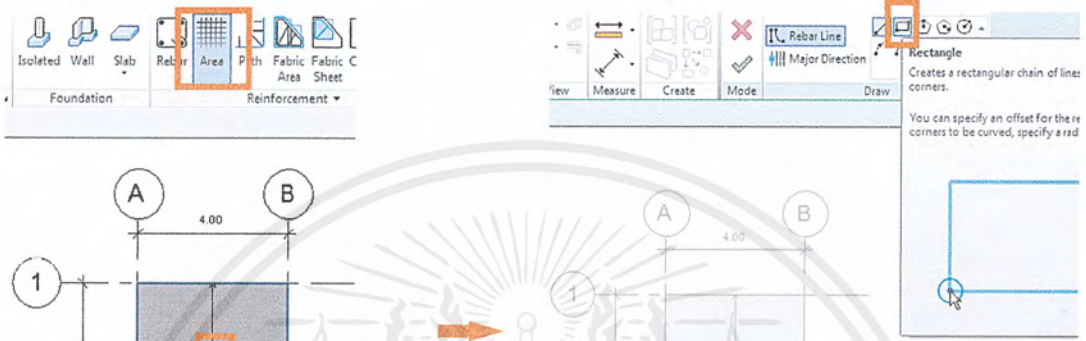 Isolated Wall Slab Rebar Area Path Fabric Area Fabric Sheet
Foundation
Reinforcement
A
B
4.00
1
View
Measure
Create
Mode
Rebar Line
Major Direction
Draw
Rectangle
Creates a rectangular chain of lines
corners.
You can specify an offset for the
corners to be curved, specify a
A
B
4.00
1